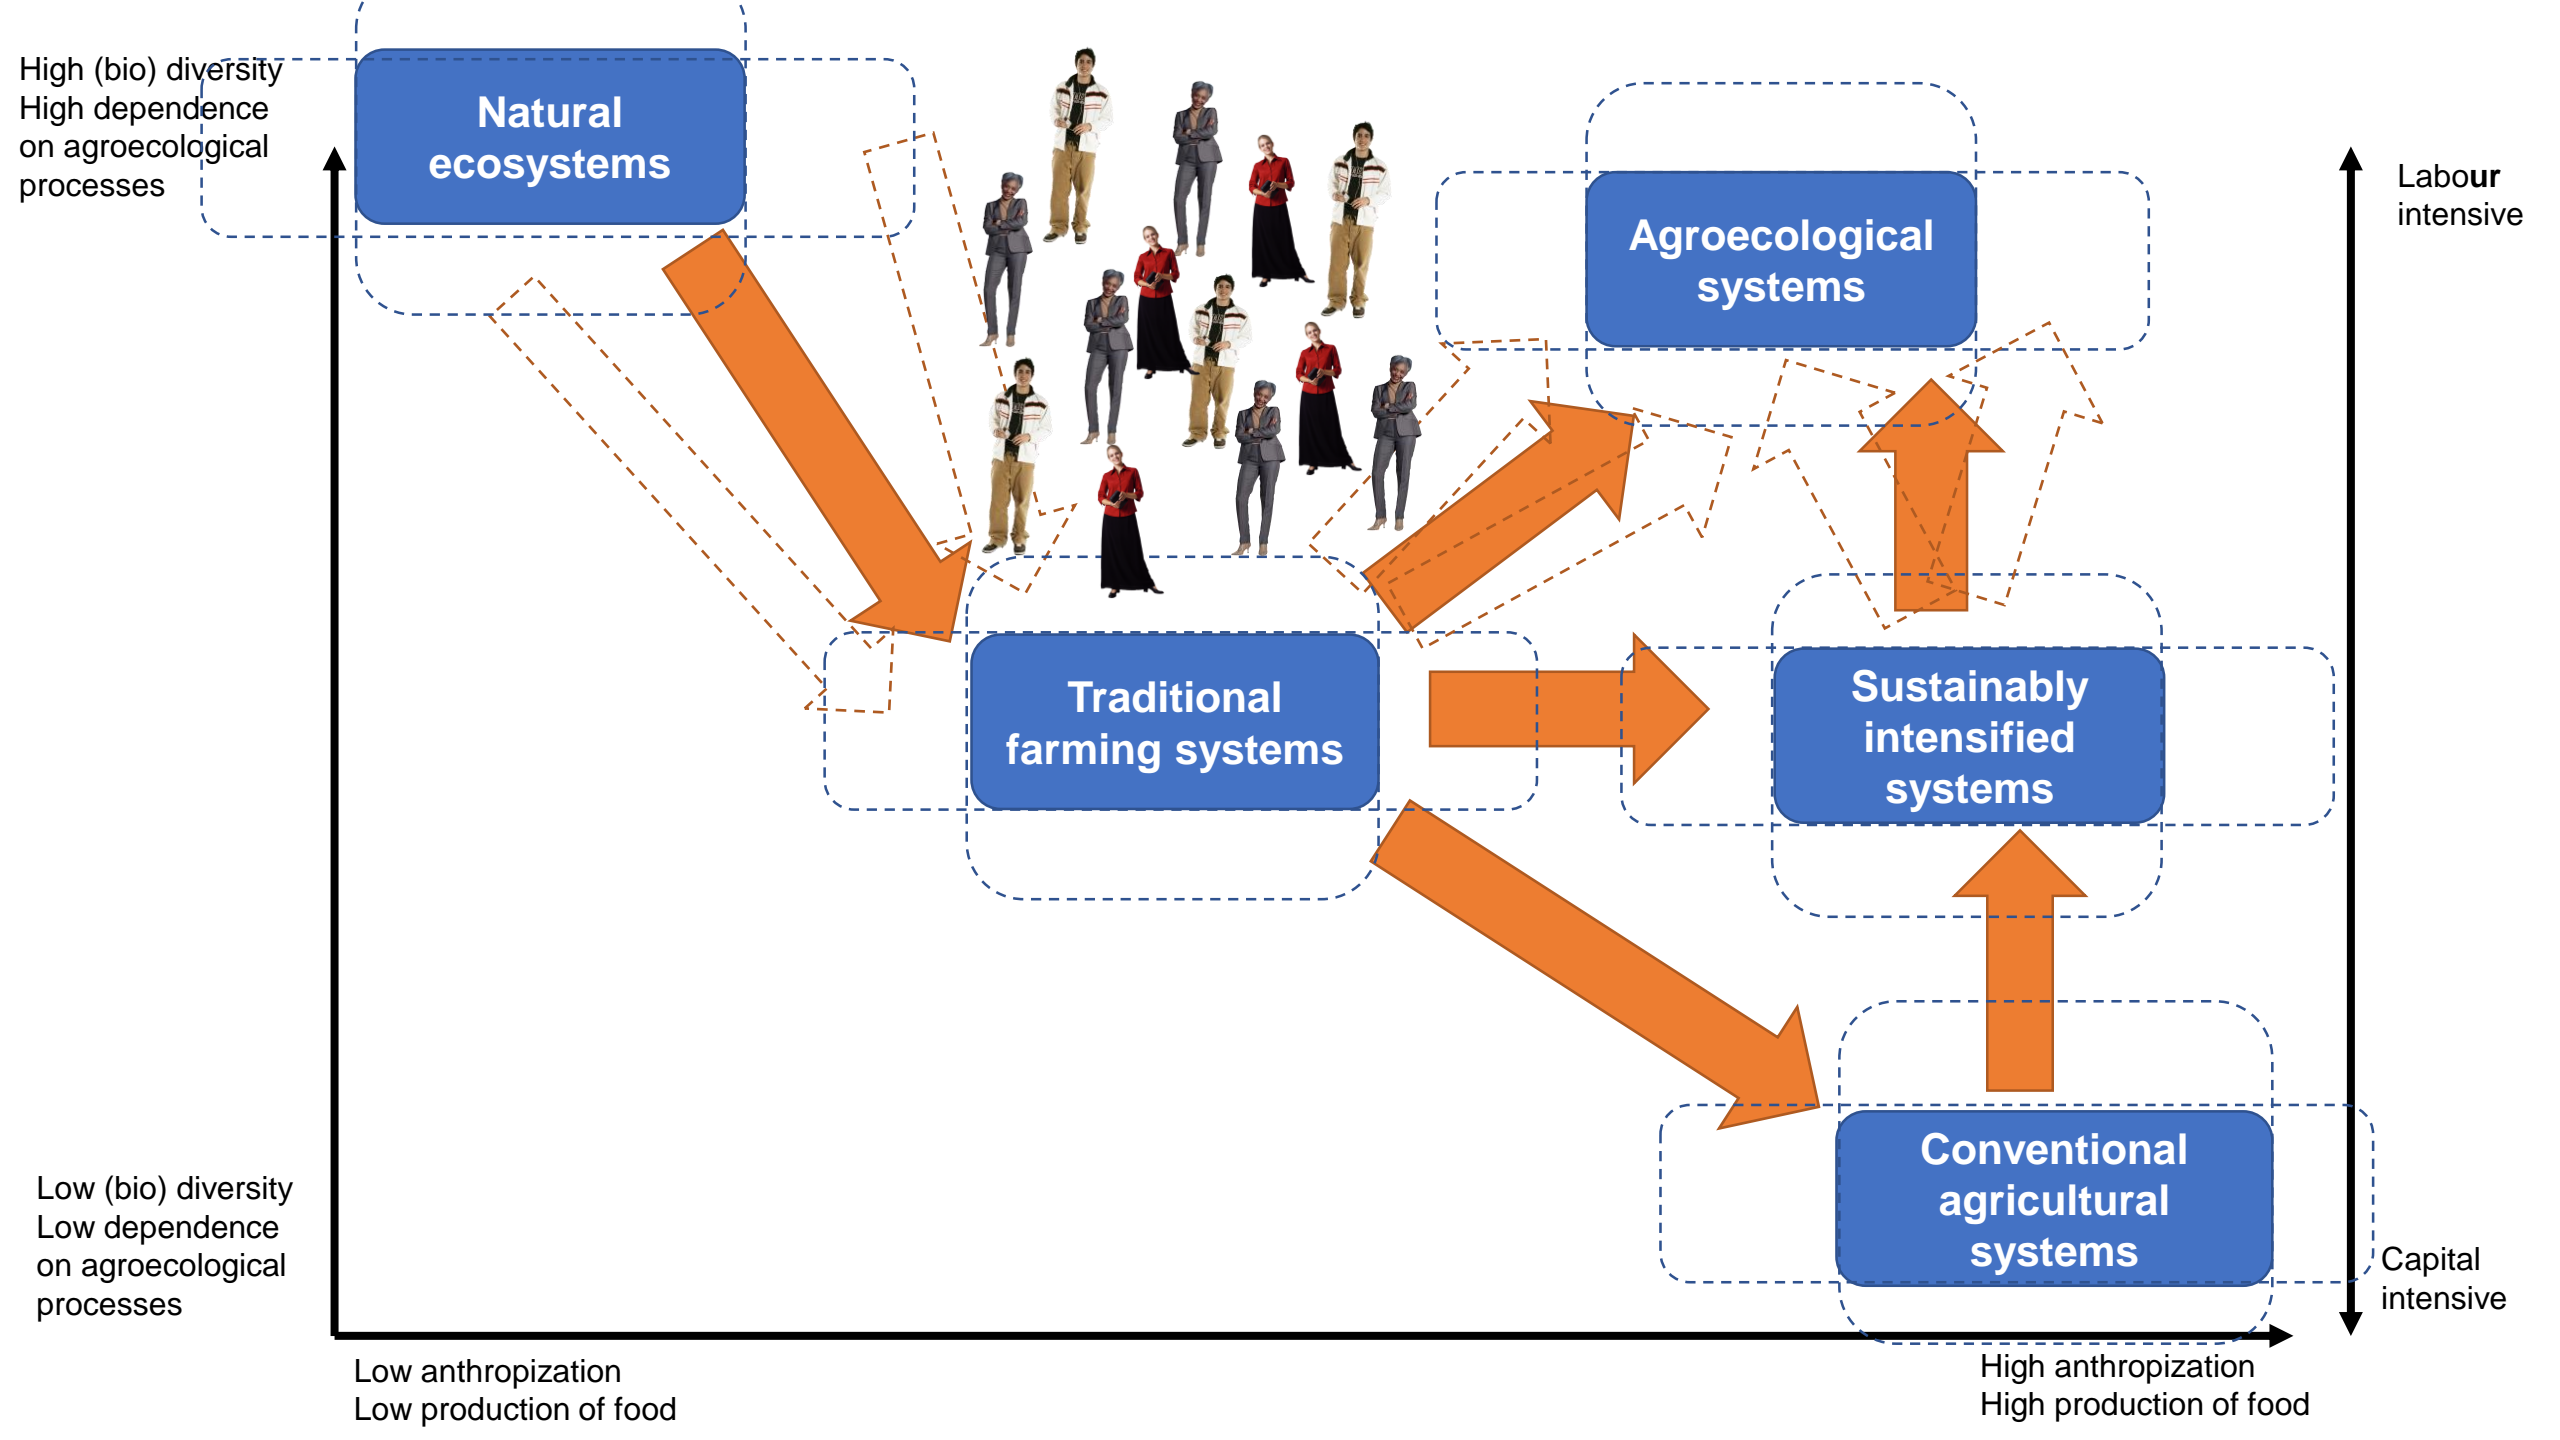 High (bio) diversity
High dependence
on agroecological
processes
Natural
ecosystems
Agroecological
systems
Labour
intensive
Traditional
farming systems
Sustainably
intensified
systems
Conventional
agricultural
systems
Low (bio) diversity
Low dependence
on agroecological
processes
Capital
intensive
Low anthropization
Low production of food
High anthropization
High production of food